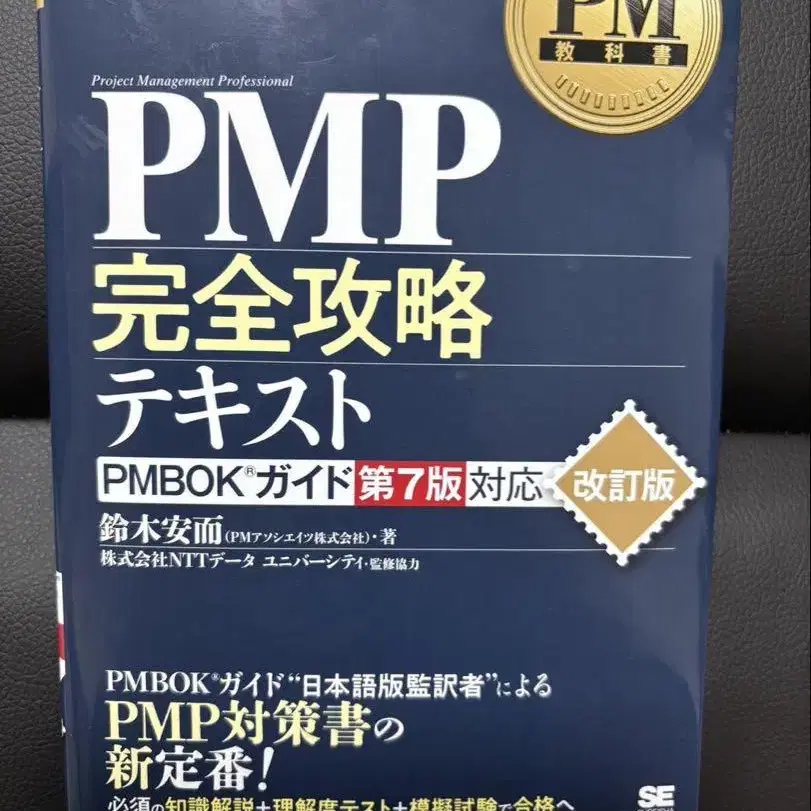 PM
教科書
Project Management Professional
PMP
完全攻略
テキスト
PMBOK®ガイド 第7版 対応 改訂版
鈴木安而(PMアソシエイツ株式会社)・著
株式会社NTTデータ ユニバーシティ・監修協力
PMBOK®ガイド“日本語版監訳者”による
PMP対策書の
新定番!
必須の知識解説+理解度テスト+模擬試験で合格へ
SE